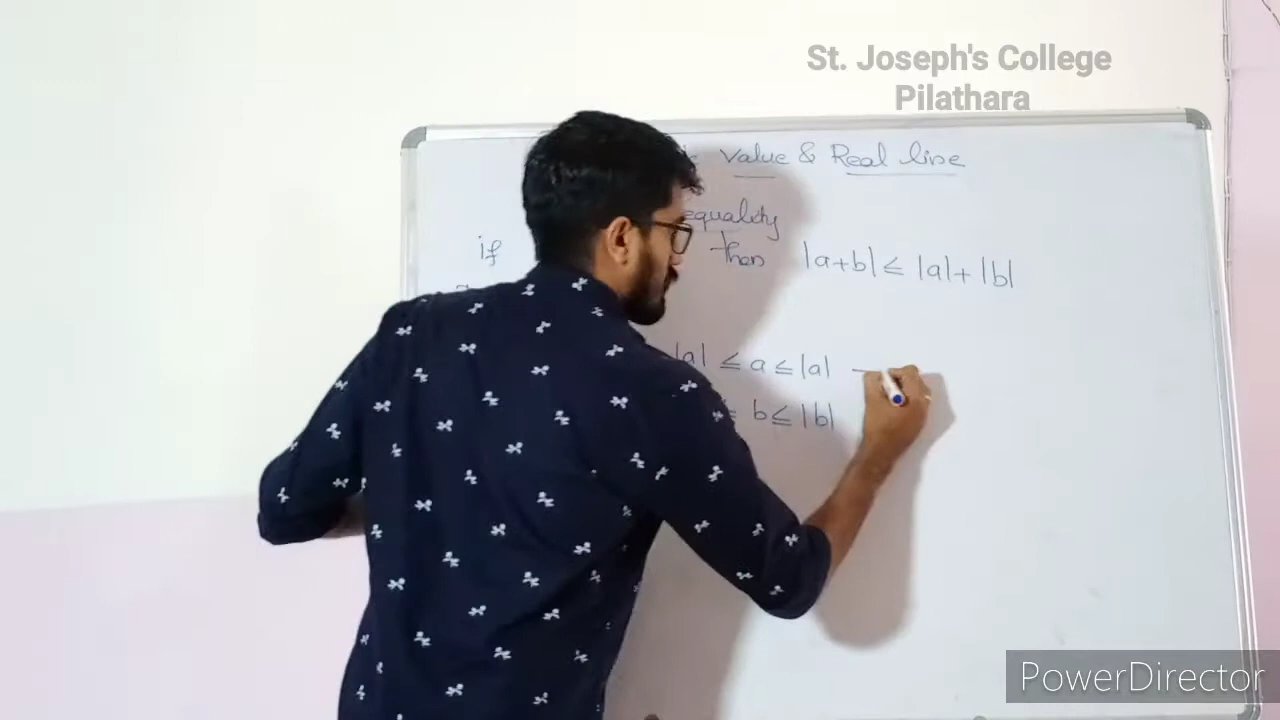 St. Joseph's College
Pilathara
Value & Real line
equality
if then |a+b| ≤ |a|+|b|
|a| ≤ a ≤ |a| —
≤ b ≤ |b|
PowerDirector